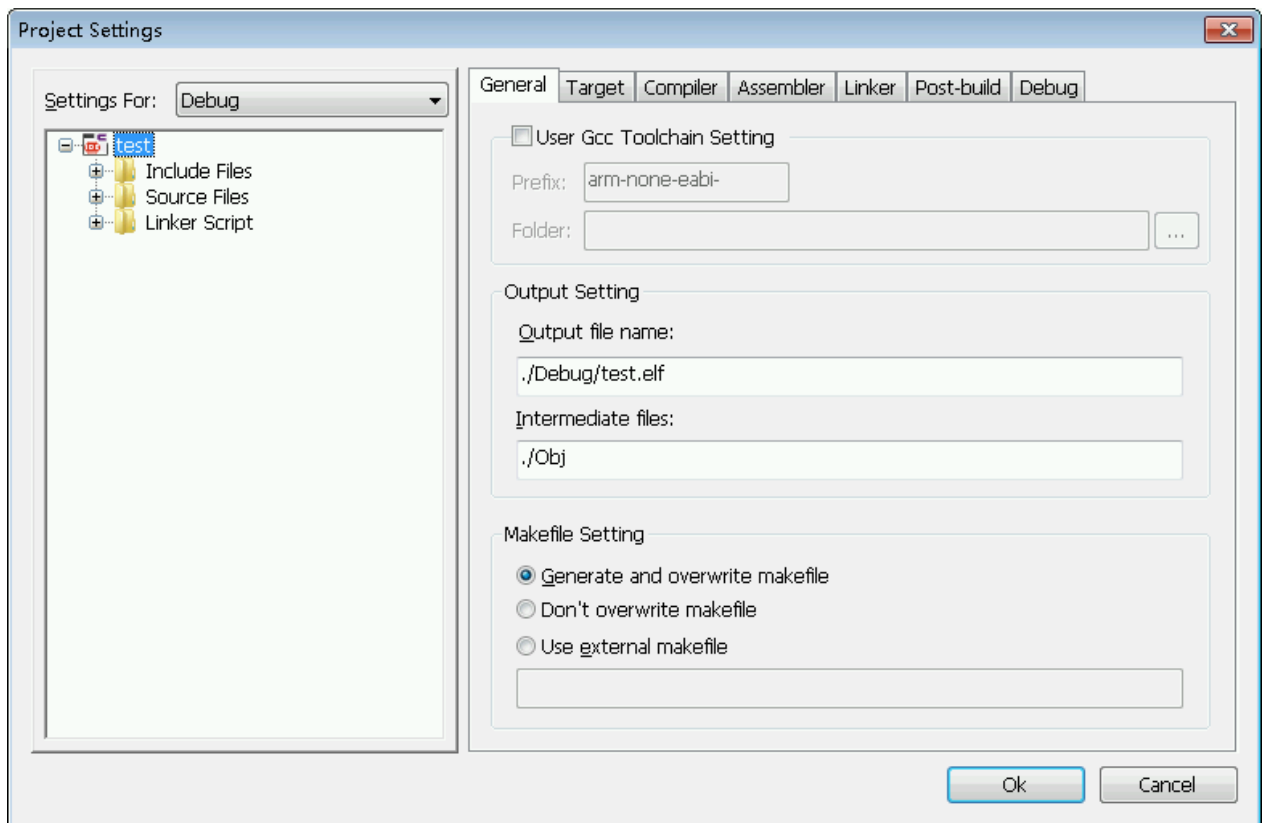 Project Settings
Settings For: Debug
test
Include Files
Source Files
Linker Script
General Target Compiler Assembler Linker Post-build Debug
User Gcc Toolchain Setting
Prefix: arm-none-eabi-
Folder: ...
Output Setting
Output file name:
./Debug/test.elf
Intermediate files:
./Obj
Makefile Setting
Generate and overwrite makefile
Don't overwrite makefile
Use external makefile
Ok Cancel